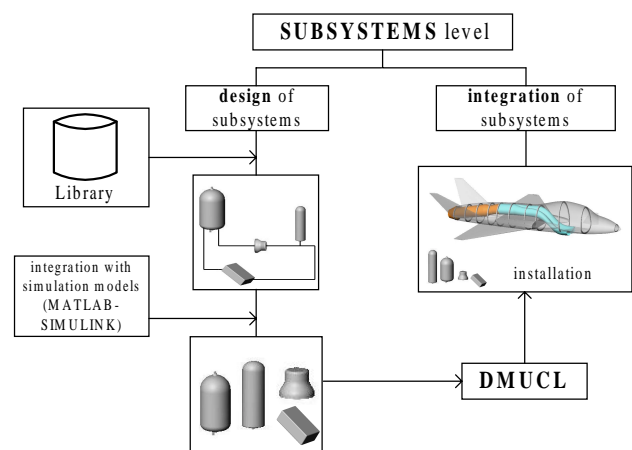 SUBSYSTEMS level
design of
subsystems
integration of
subsystems
Library
integration with
simulation models
(MATLAB-
SIMULINK)
installation
DMUCL